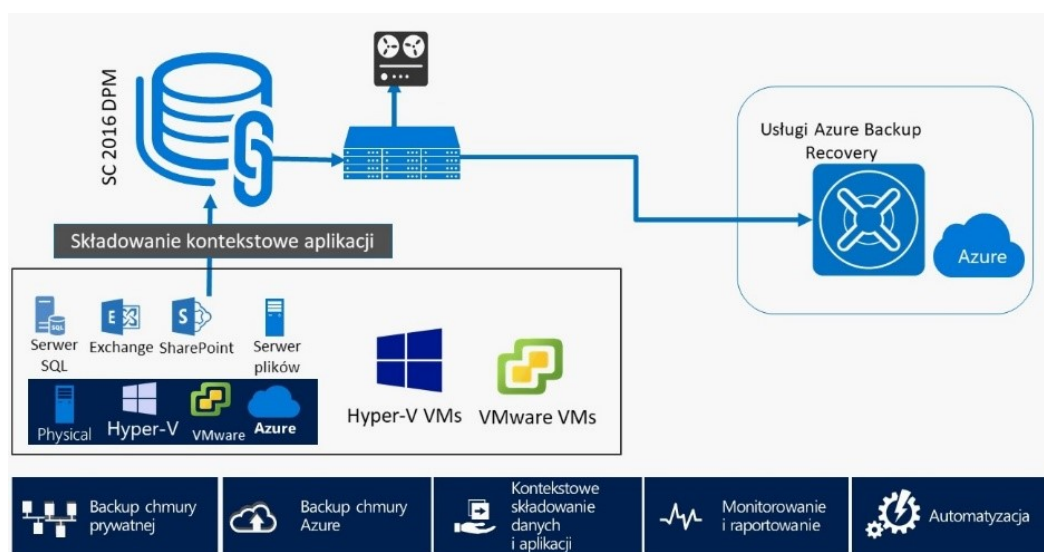 SC 2016 DPM
Usługi Azure Backup
Recovery
Azure
Składowanie kontekstowe aplikacji
SQL
Serwer
SQL
E
Exchange
S
SharePoint
Serwer
plików
Physical
Hyper-V
VMware
Azure
Hyper-V VMs
VMware VMs
Backup chmury
prywatnej
Backup chmury
Azure
Kontekstowe
składowanie
danych
i aplikacji
Monitorowanie
i raportowanie
Automatyzacja